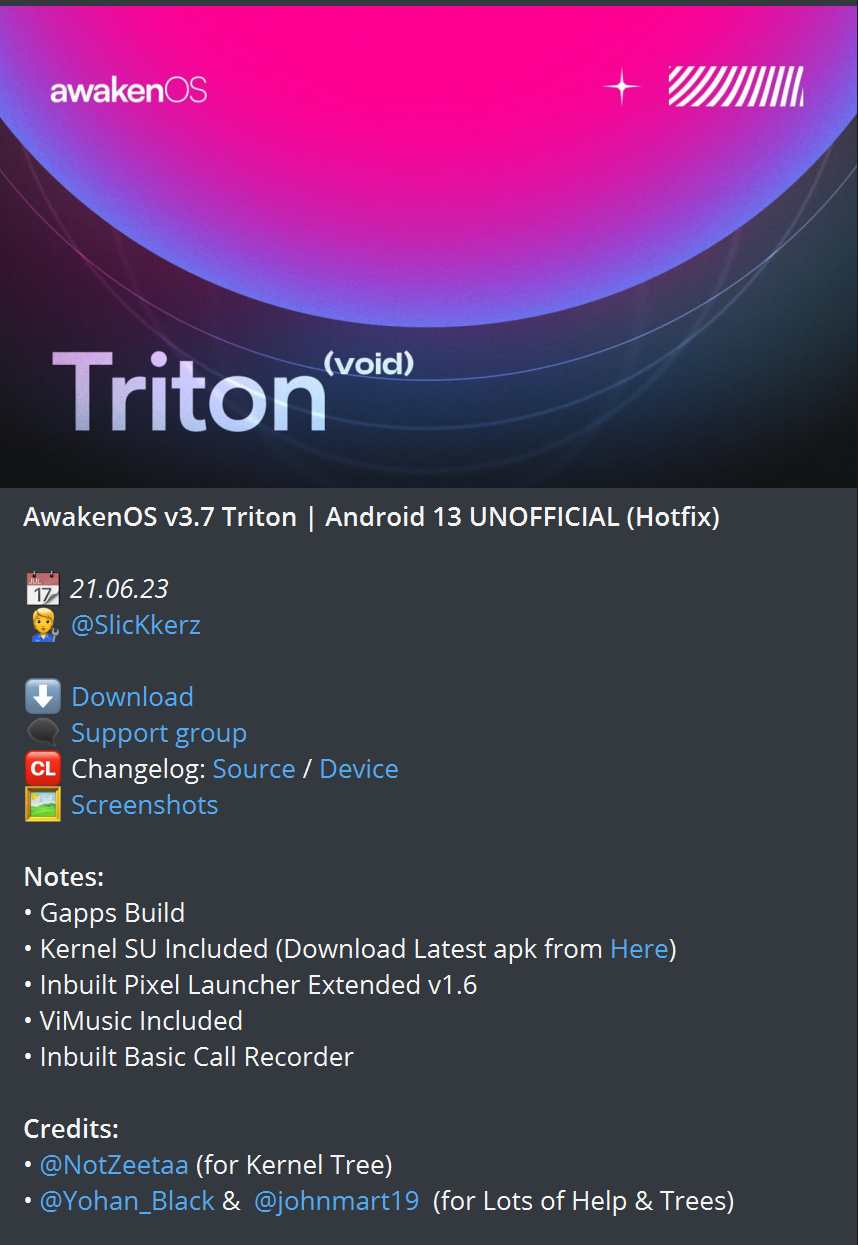 awakenOS
Triton(void)
AwakenOS v3.7 Triton | Android 13 UNOFFICIAL (Hotfix)
JUL
17
21.06.23
@SlicKkerz
Download
Support group
CL Changelog: Source / Device
Screenshots
Notes:
• Gapps Build
• Kernel SU Included (Download Latest apk from Here)
• Inbuilt Pixel Launcher Extended v1.6
• ViMusic Included
• Inbuilt Basic Call Recorder
Credits:
• @NotZeetaa (for Kernel Tree)
• @Yohan_Black & @johnmart19 (for Lots of Help & Trees)